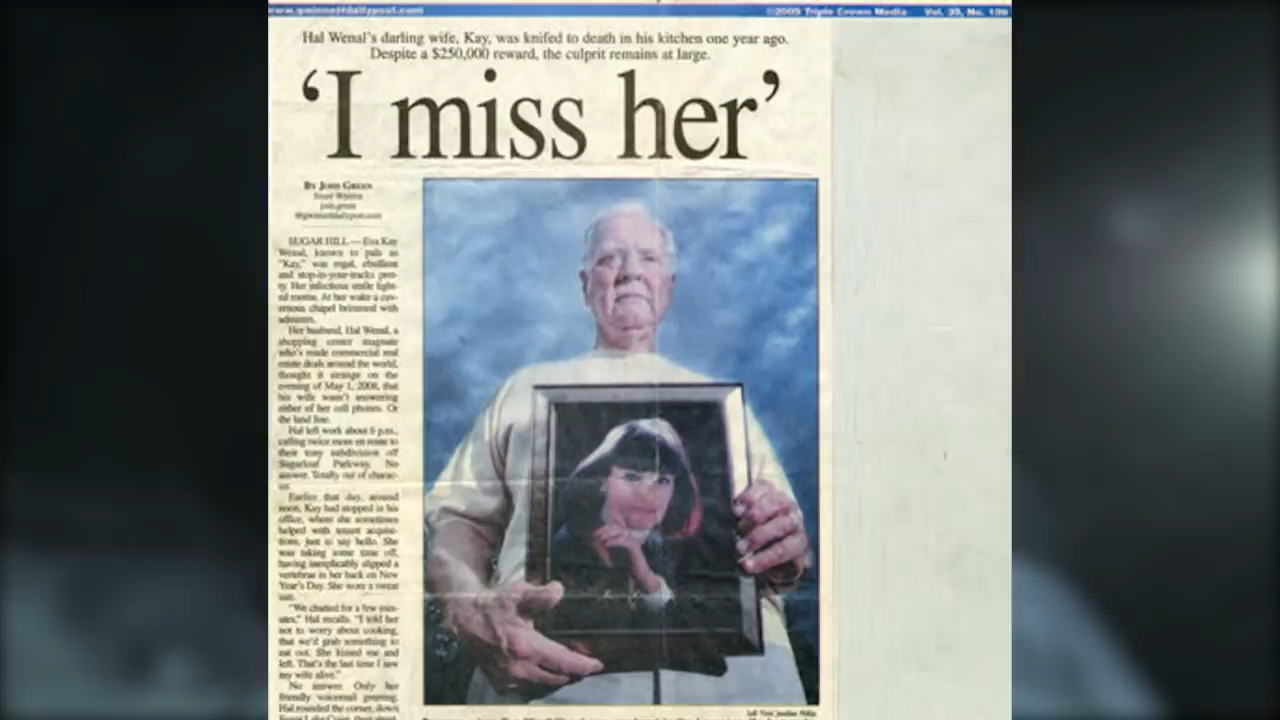 www.gwinnettdailypost.com
©2009 Triple Crown Media Vol. 39, No. 199
Hal Wenal's darling wife, Kay, was knifed to death in his kitchen one year ago.
Despite a $250,000 reward, the culprit remains at large.
'I miss her'
BY JOSH GREEN
Staff Writer
josh.green
@gwinnettdailypost.com
SUGAR HILL — Eva Kay
Wenal, known to pals as
"Kay," was regal, ebullient
and stop-in-your-tracks pret-
ty. Her infectious smile light-
ed rooms. At her wake a cav-
ernous chapel brimmed with
admirers.
Her husband, Hal Wenal, a
shopping center magnate
who's made commercial real
estate deals around the world,
thought it strange on the
evening of May 1, 2008, that
his wife wasn't answering
either of her cell phones. Or
the land line.
Hal left work about 6 p.m.,
calling twice more en route to
their tony subdivision off
Sugarloaf Parkway. No
answer. Totally out of charac-
Earlier that day, around
noon, Kay had stopped in his
office, where she sometimes
helped with tenant acquisi-
tions, just to say hello. She
was taking some time off,
having inexplicably slipped a
vertebrae in her back on New
Year's Day. She wore a sweat
suit.
"We chatted for a few min-
utes," Hal recalls. "I told her
not to worry about cooking,
that we'd grab something to
eat out. She kissed me and
left. That's the last time I saw
my wife alive."
No answer. Only her
friendly voicemail greeting.
Hal rounded the corner, down